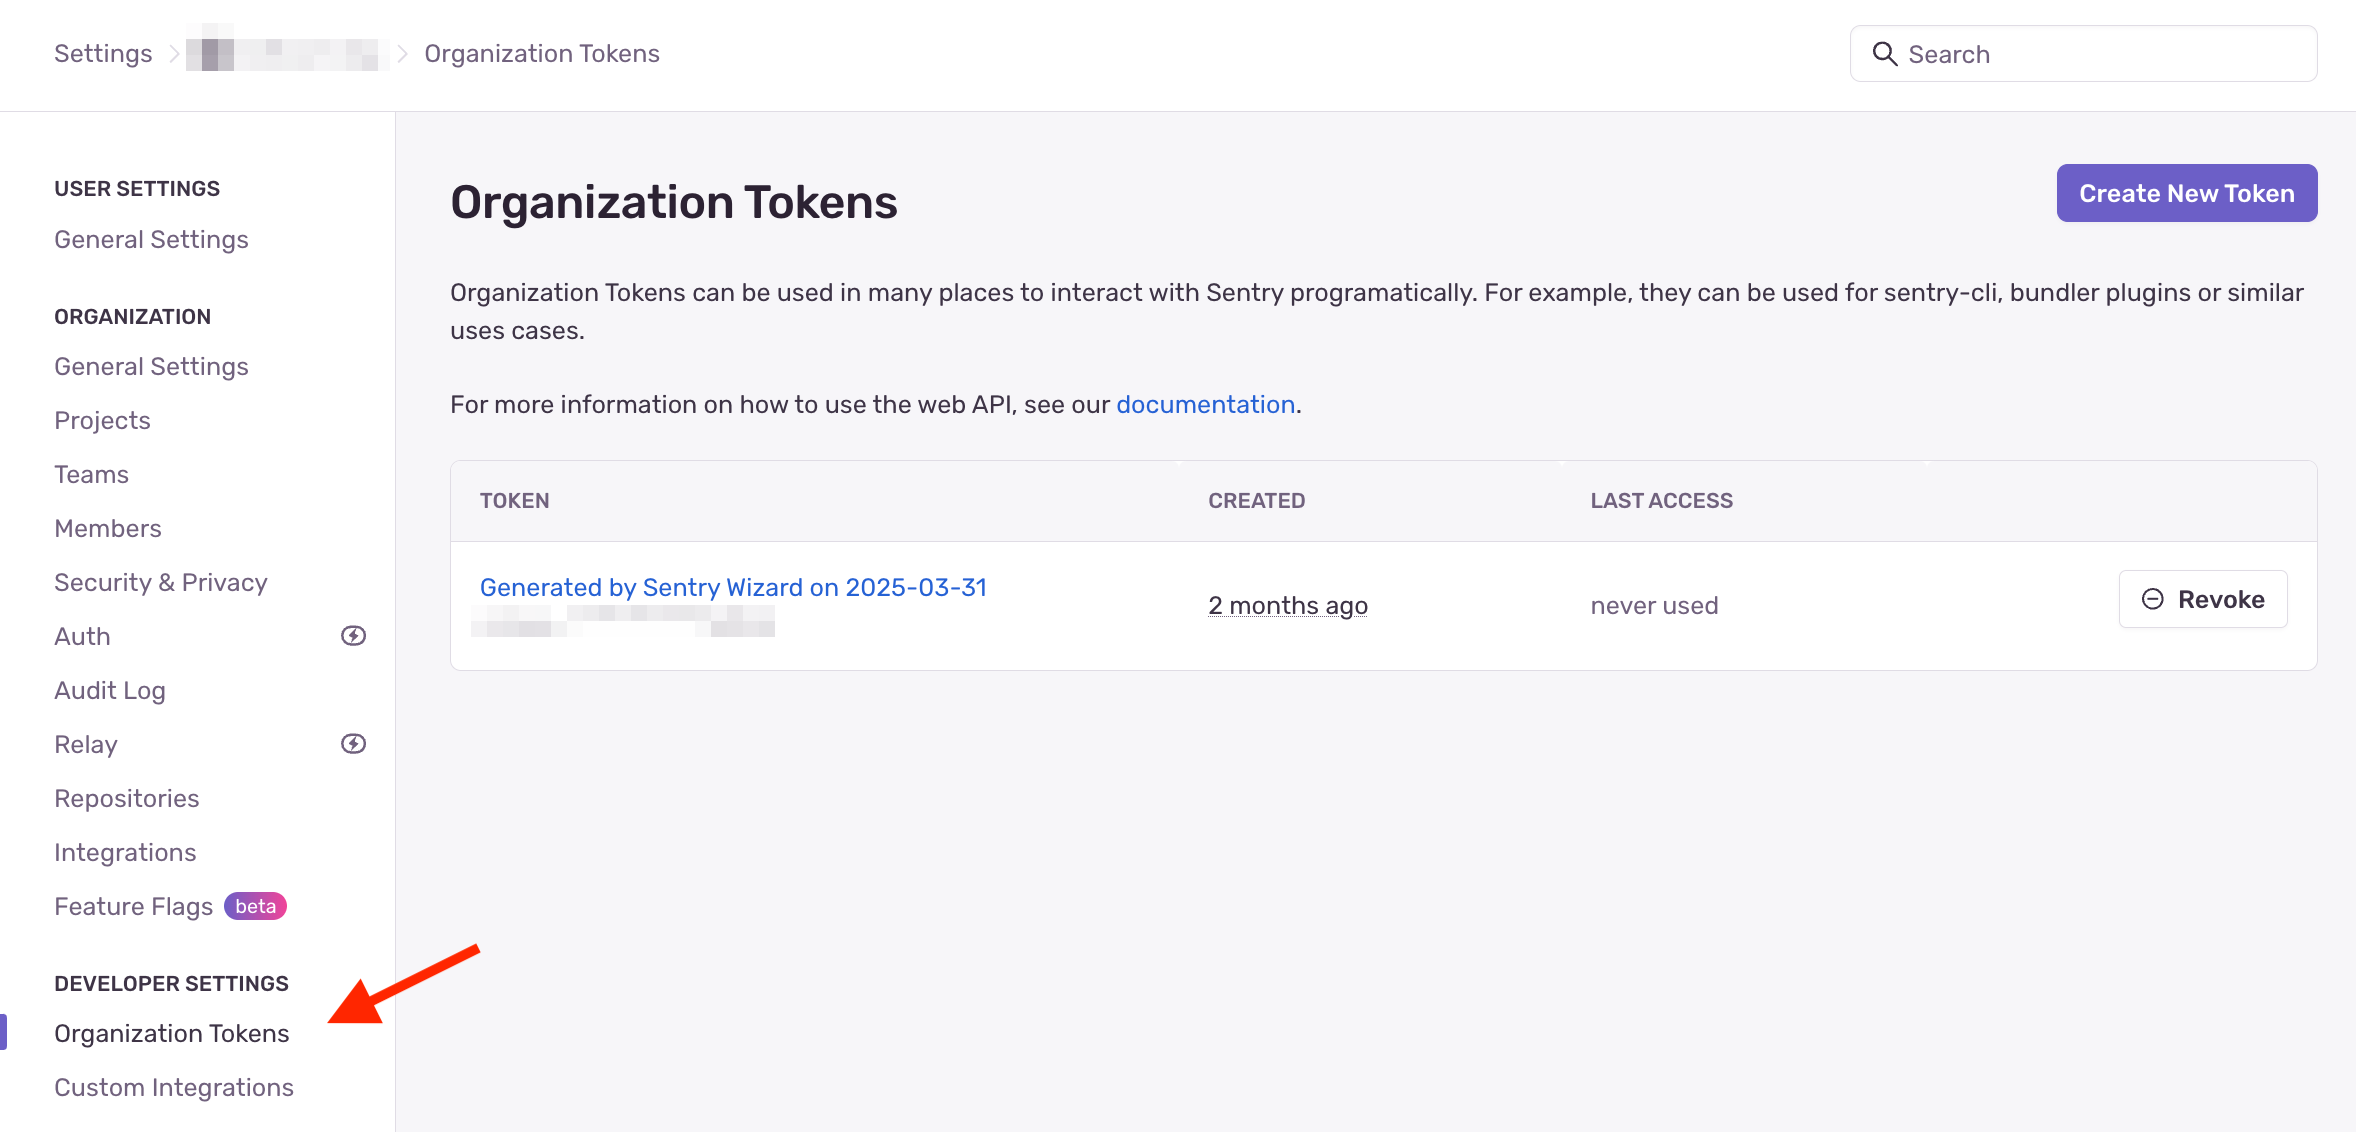 Settings
Organization Tokens
Search
USER SETTINGS
General Settings
ORGANIZATION
General Settings
Projects
Teams
Members
Security & Privacy
Auth
Audit Log
Relay
Repositories
Integrations
Feature Flags beta
DEVELOPER SETTINGS
Organization Tokens
Custom Integrations
Organization Tokens
Create New Token
Organization Tokens can be used in many places to interact with Sentry programatically. For example, they can be used for sentry-cli, bundler plugins or similar
uses cases.
For more information on how to use the web API, see our documentation.
TOKEN CREATED LAST ACCESS
Generated by Sentry Wizard on 2025-03-31
2 months ago never used Revoke